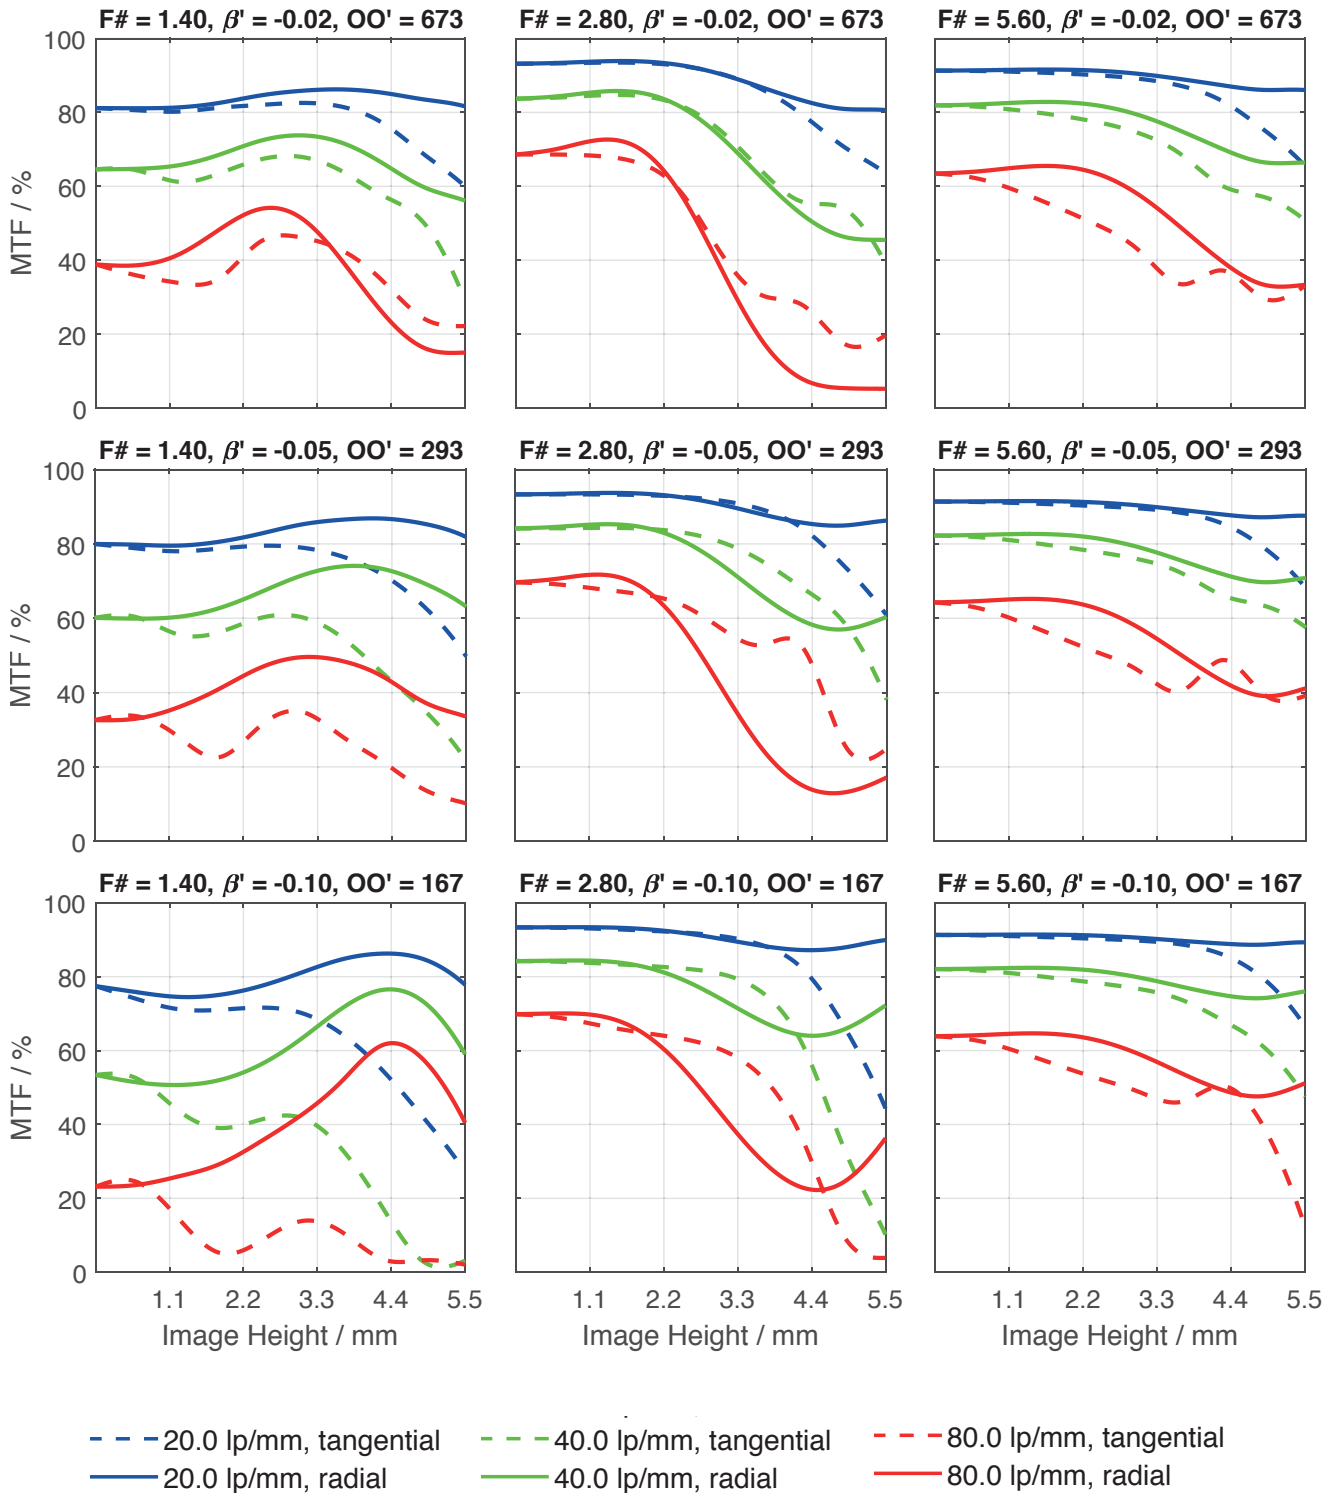 F# = 1.40, β' = -0.02, OO' = 673
F# = 2.80, β' = -0.02, OO' = 673
F# = 5.60, β' = -0.02, OO' = 673
100
80
60
40
20
0
MTF / %
F# = 1.40, β' = -0.05, OO' = 293
F# = 2.80, β' = -0.05, OO' = 293
F# = 5.60, β' = -0.05, OO' = 293
100
80
60
40
20
0
MTF / %
F# = 1.40, β' = -0.10, OO' = 167
F# = 2.80, β' = -0.10, OO' = 167
F# = 5.60, β' = -0.10, OO' = 167
100
80
60
40
20
0
MTF / %
1.1 2.2 3.3 4.4 5.5
1.1 2.2 3.3 4.4 5.5
1.1 2.2 3.3 4.4 5.5
Image Height / mm
Image Height / mm
Image Height / mm
20.0 lp/mm, tangential
40.0 lp/mm, tangential
80.0 lp/mm, tangential
20.0 lp/mm, radial
40.0 lp/mm, radial
80.0 lp/mm, radial